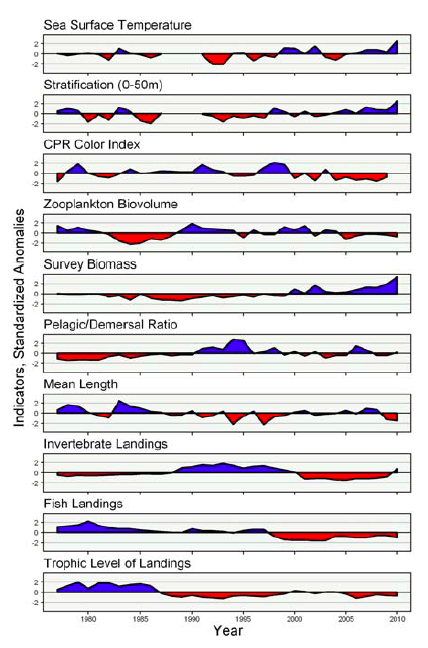 Sea Surface Temperature
2
0
-2
Stratification (0-50m)
2
0
-2
CPR Color Index
2
0
-2
Zooplankton Biovolume
2
0
-2
Survey Biomass
2
0
-2
Pelagic/Demersal Ratio
2
0
-2
Mean Length
2
0
-2
Invertebrate Landings
2
0
-2
Fish Landings
2
0
-2
Trophic Level of Landings
2
0
-2
1980 1985 1990 1995 2000 2005 2010
Year
Indicators, Standardized Anomalies